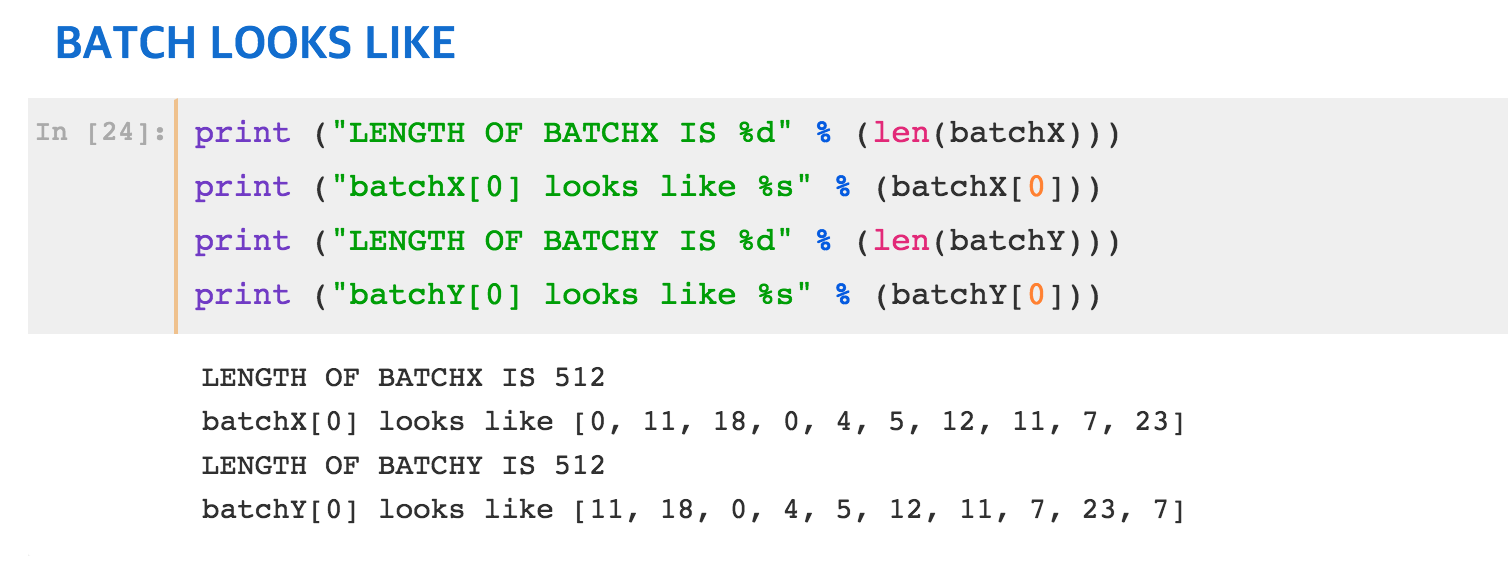 BATCH LOOKS LIKE
In [24]: print ("LENGTH OF BATCHX IS %d" % (len(batchX)))
print ("batchX[0] looks like %s" % (batchX[0]))
print ("LENGTH OF BATCHY IS %d" % (len(batchY)))
print ("batchY[0] looks like %s" % (batchY[0]))
LENGTH OF BATCHX IS 512
batchX[0] looks like [0, 11, 18, 0, 4, 5, 12, 11, 7, 23]
LENGTH OF BATCHY IS 512
batchY[0] looks like [11, 18, 0, 4, 5, 12, 11, 7, 23, 7]